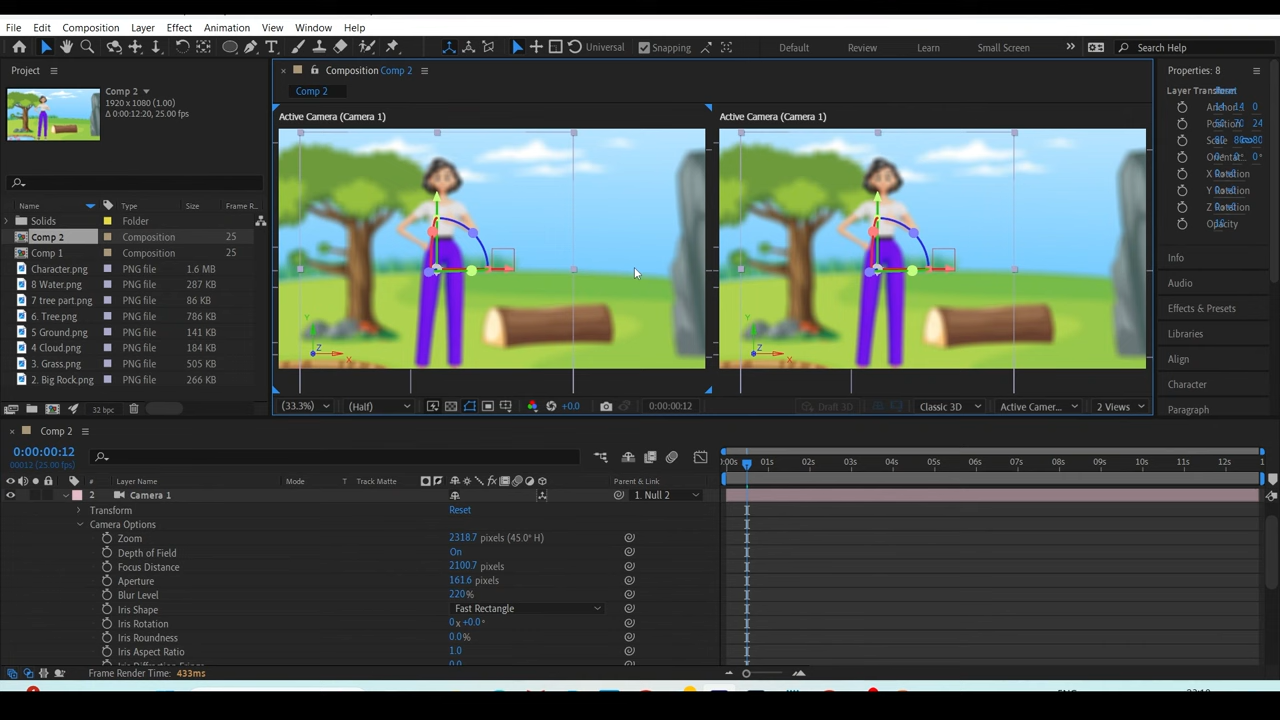 File Edit Composition Layer Effect Animation View Window Help
Universal Snapping Default Review Learn Small Screen Search Help
Project Composition Comp 2 Properties: 8
Comp 2
1920 x 1080 (1.00)
Δ 0:00:12:20, 25.00 fps
Comp 2
Active Camera (Camera 1) Active Camera (Camera 1)
Layer Transform Reset
Position
Scale
X Rotation
Y Rotation
Z Rotation
Opacity
Name Type Size Frame R..
Solids Folder
Comp 2 Composition 25
Comp 1 Composition 25
Character.png PNG file 1.6 MB
8 Water.png PNG file 287 KB
7 tree part.png PNG file 86 KB
6. Tree.png PNG file 786 KB
5 Ground.png PNG file 141 KB
4 Cloud.png PNG file 184 KB
3. Grass.png PNG file 505 KB
2. Big Rock.png PNG file 266 KB
Info
Audio
Effects & Presets
Libraries
Align
Character
Paragraph
Y Z X
Y Z X
32 bpc
(33.3%) (Half) +0.0 0:00:00:12 Draft 3D Classic 3D Active Camer... 2 Views
Comp 2
0:00:00:12
00012 (25.00 fps)
:00s 01s 02s 03s 04s 05s 06s 07s 08s 09s 10s 11s 12s 1
# Layer Name Mode T Track Matte Parent & Link
2 Camera 1 1. Null 2
Transform Reset
Camera Options
Zoom 2318.7 pixels (45.0° H)
Depth of Field On
Focus Distance 2100.7 pixels
Aperture 161.6 pixels
Blur Level 220 %
Iris Shape Fast Rectangle
Iris Rotation 0 x +0.0°
Iris Roundness 0.0 %
Iris Aspect Ratio 1.0
Iris Diffraction Fringe 0.0
Frame Render Time: 433ms